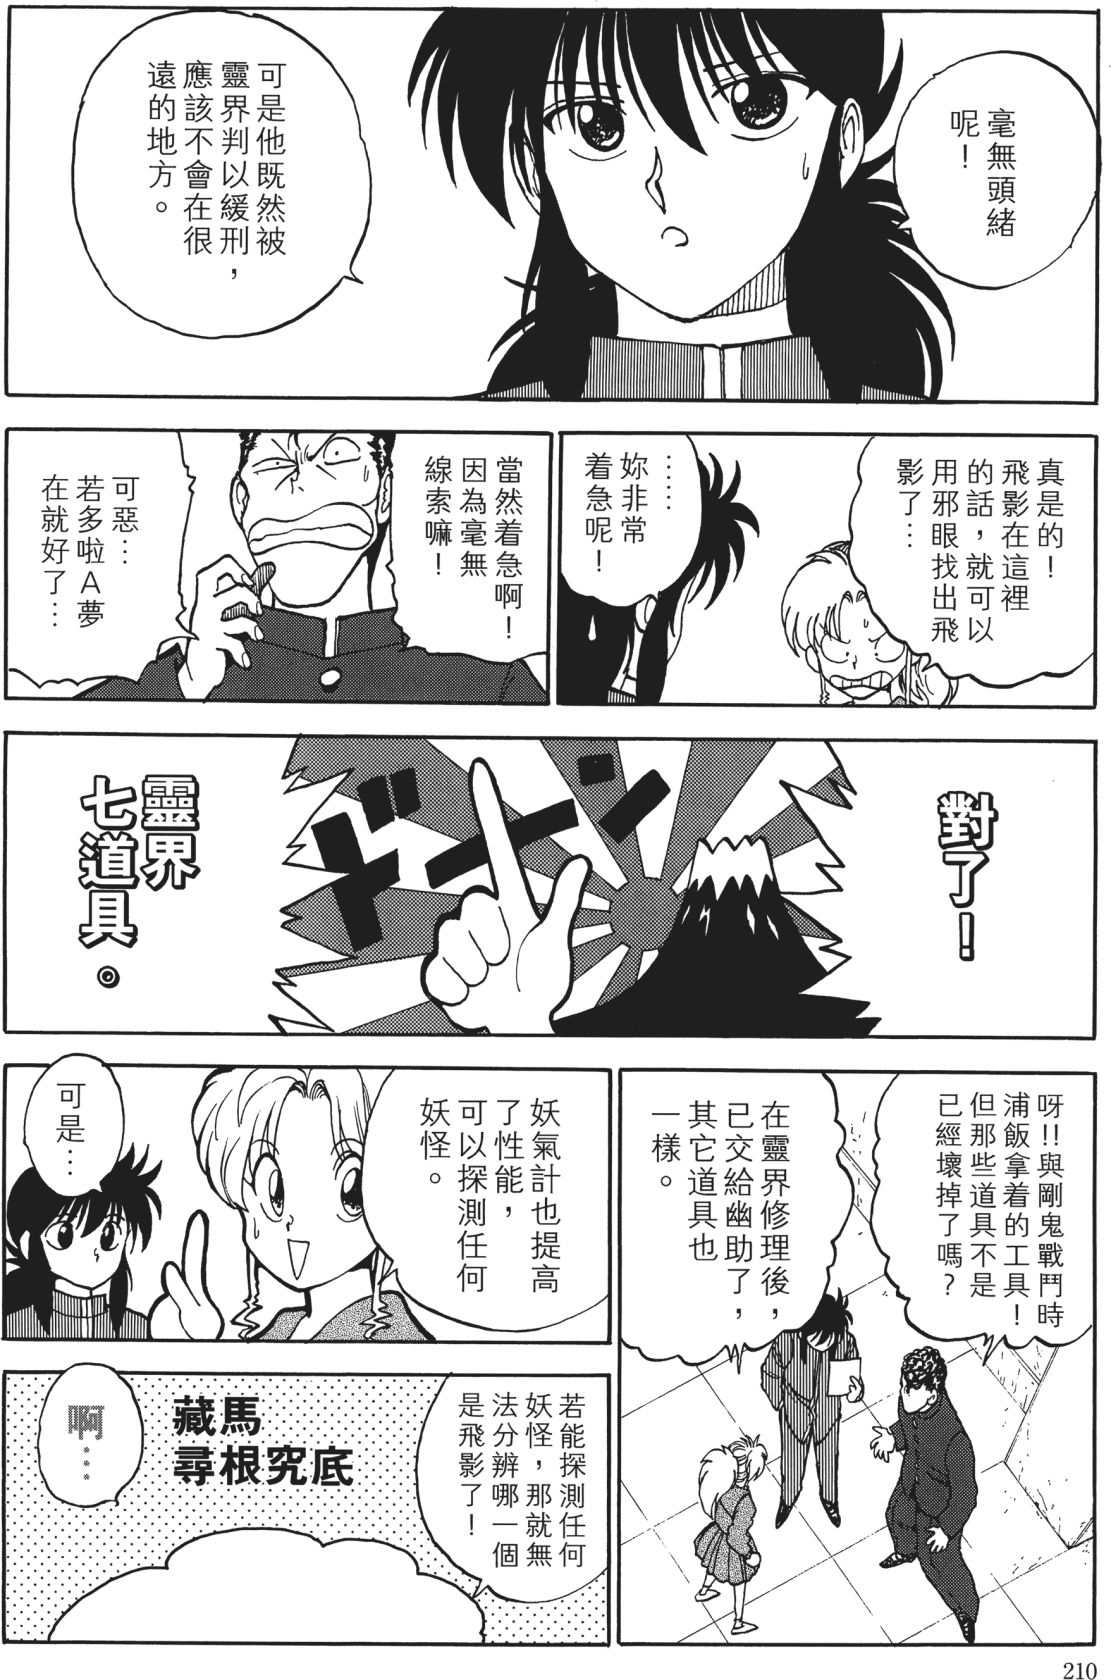 毫無頭緒
呢！
可是他既然被
靈界判以緩刑，
應該不會在很
遠的地方。
真是的！
飛影在這裡
的話，就可以
用邪眼找出飛
影了…
……
妳非常
着急呢！
當然着急啊！
因為毫無
線索嘛！
可惡…
若多啦A夢
在就好了…
對了！
ドーン
靈界
七道具。
呀!!與剛鬼戰鬥時
浦飯拿着的工具！
但那些道具不是
已經壞掉了嗎？
在靈界修理後，
已交給幽助了，
其它道具也
一樣。
妖氣計也提高
了性能，
可以探測任何
妖怪。
可是…
若能探測任何
妖怪，那就無
法分辨哪一個
是飛影了！
藏馬
尋根究底
啊……
210